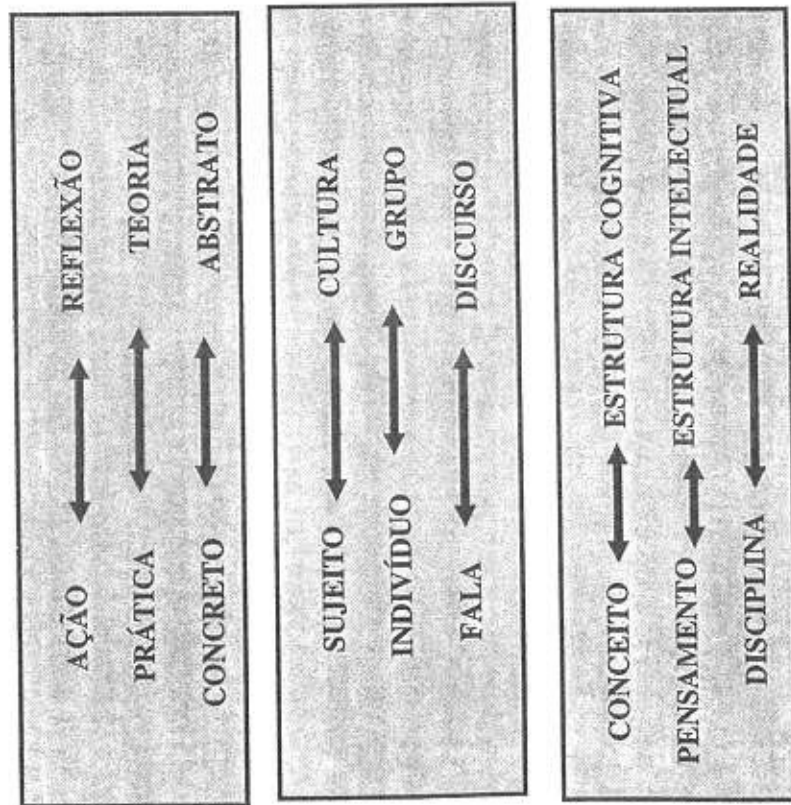 AÇÃO REFLEXÃO
PRÁTICA TEORIA
CONCRETO ABSTRATO
SUJEITO CULTURA
INDIVÍDUO GRUPO
FALA DISCURSO
CONCEITO ESTRUTURA COGNITIVA
PENSAMENTO ESTRUTURA INTELECTUAL
DISCIPLINA REALIDADE